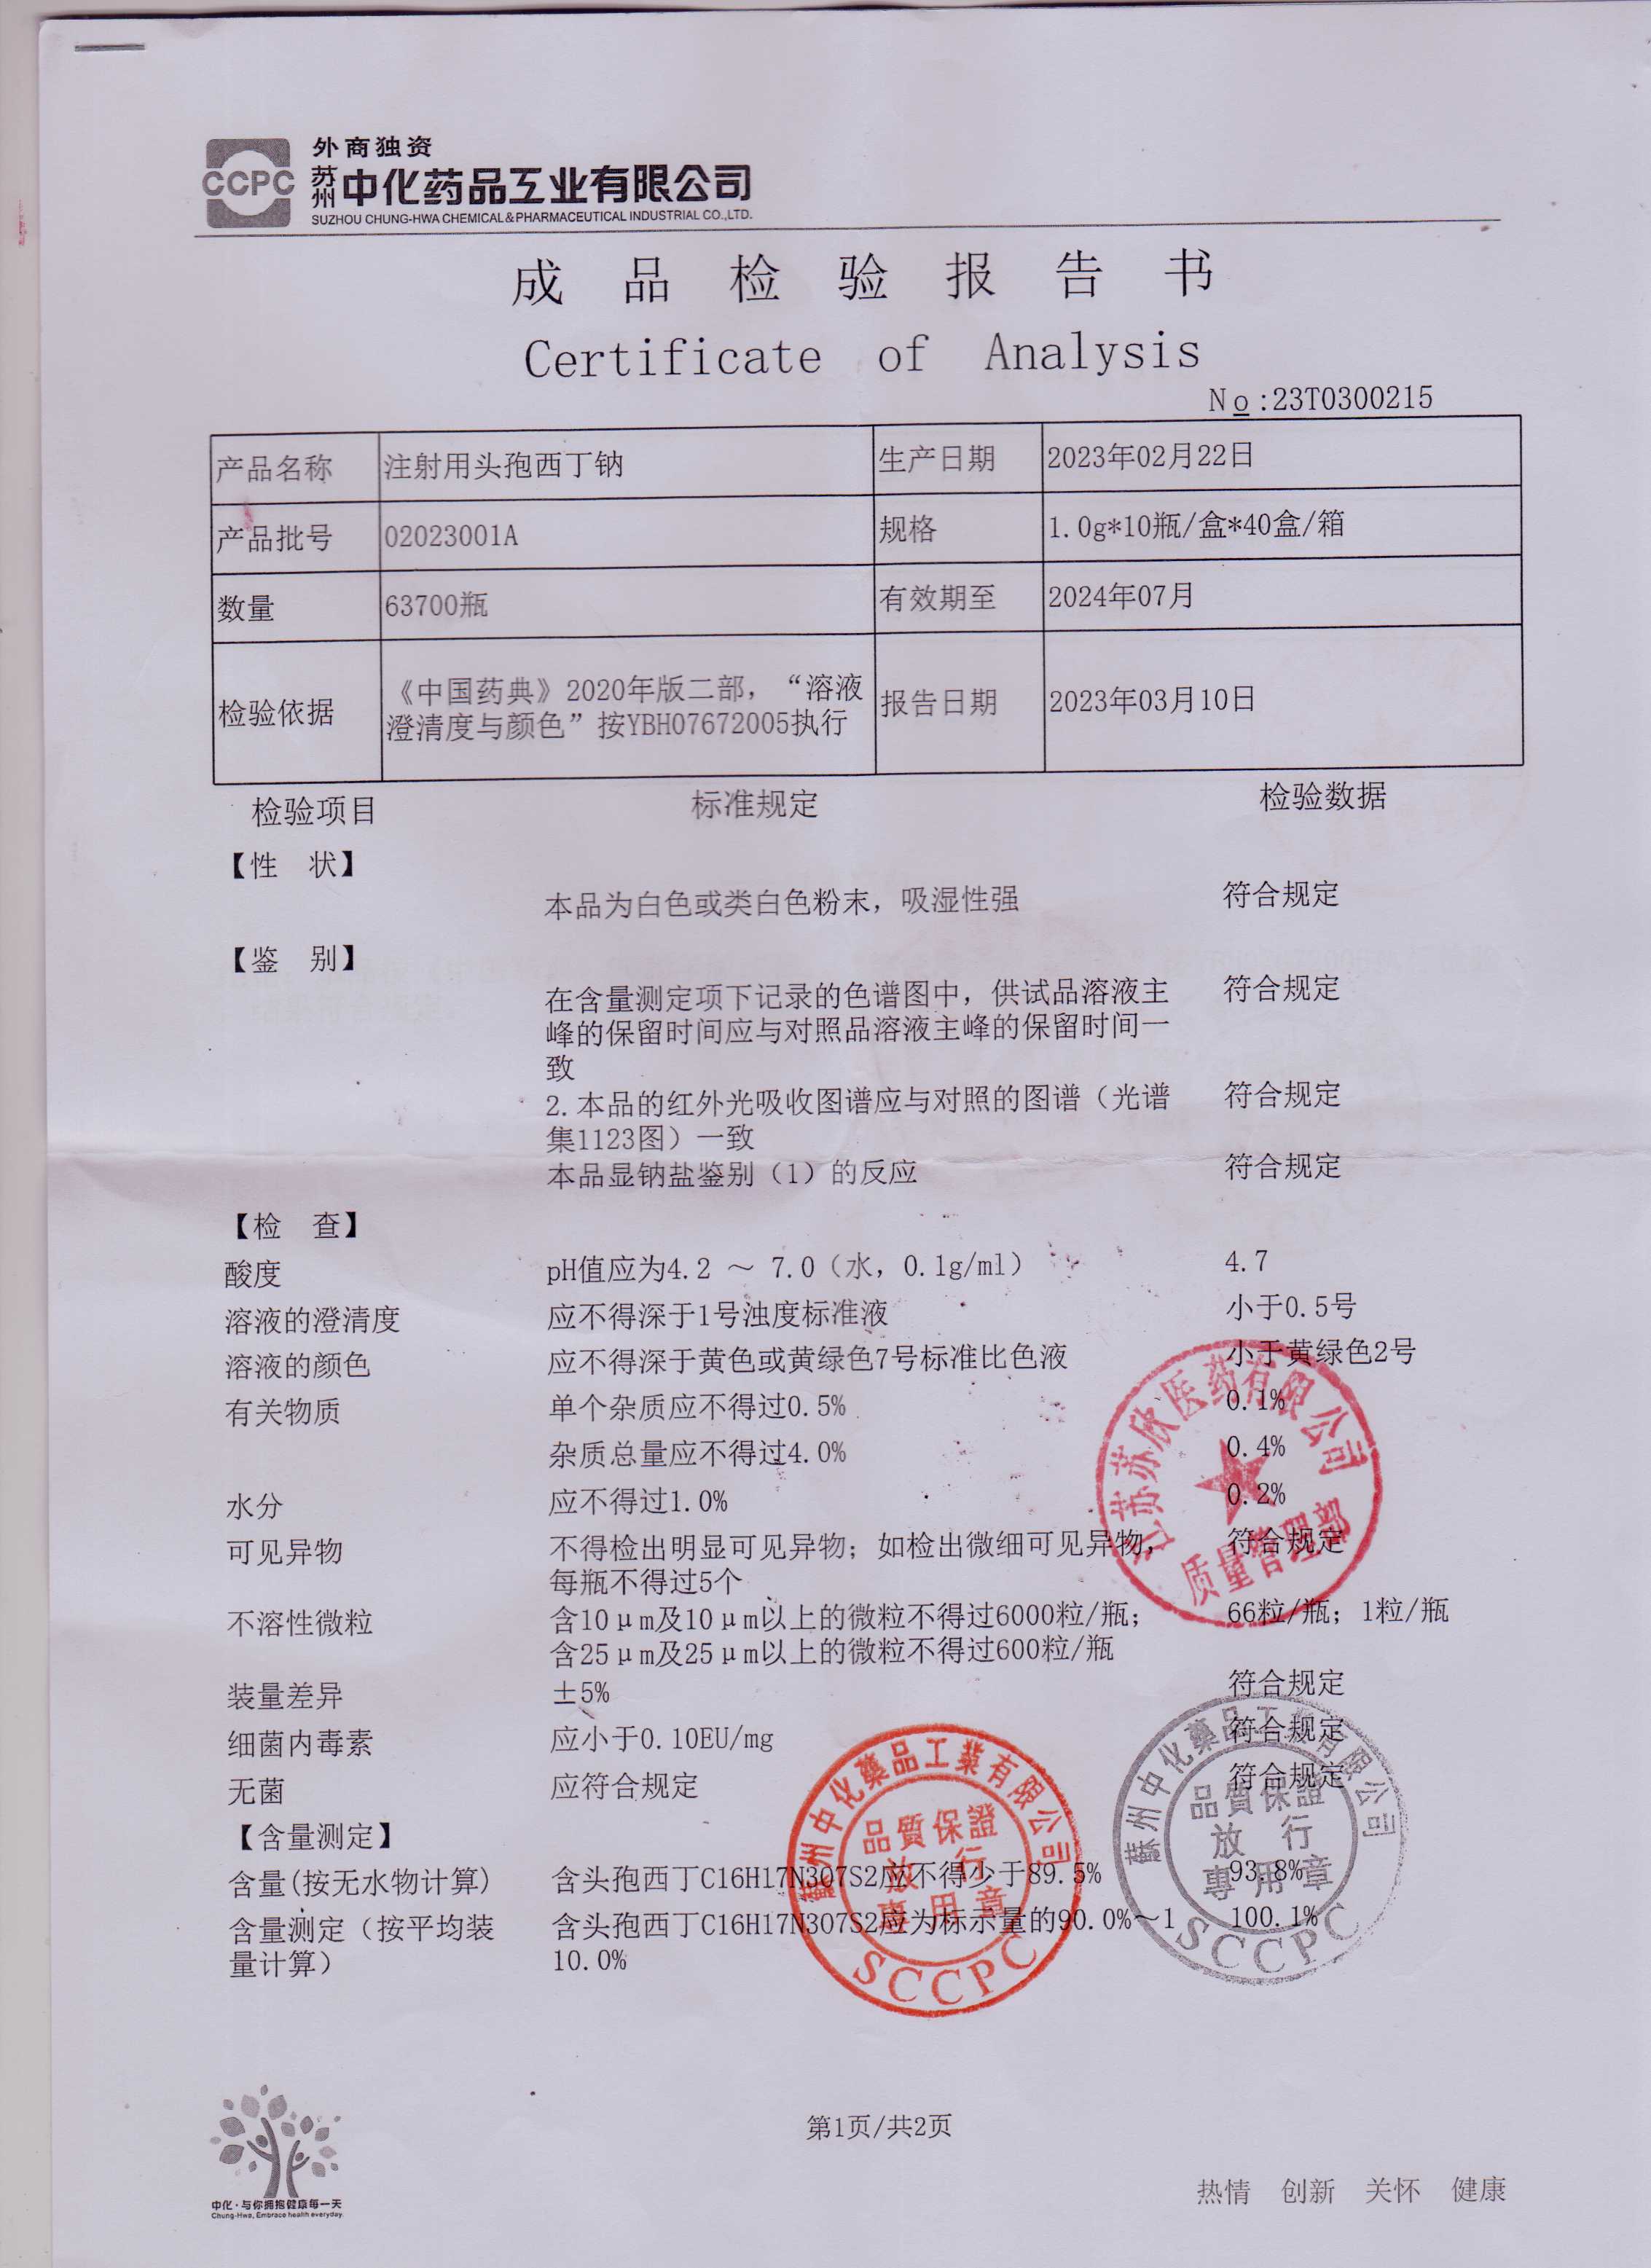 外商独资
CCPC
苏州中化药品工业有限公司
SUZHOU CHUNG-HWA CHEMICAL & PHARMACEUTICAL INDUSTRIAL CO.,LTD.
成品检验报告书
Certificate of Analysis
No:23T0300215
产品名称 注射用头孢西丁钠 生产日期 2023年02月22日
产品批号 02023001A 规格 1.0g*10瓶/盒*40盒/箱
数量 63700瓶 有效期至 2024年07月
检验依据 《中国药典》2020年版二部，“溶液 报告日期 2023年03月10日
澄清度与颜色”按YBH07672005执行
检验项目 标准规定 检验数据
【性 状】
本品为白色或类白色粉末，吸湿性强 符合规定
【鉴 别】
在含量测定项下记录的色谱图中，供试品溶液主 符合规定
峰的保留时间应与对照品溶液主峰的保留时间一
致
2.本品的红外光吸收图谱应与对照的图谱（光谱 符合规定
集1123图）一致
本品显钠盐鉴别（1）的反应 符合规定
【检 查】
酸度 pH值应为4.2 ～ 7.0（水，0.1g/ml） 4.7
溶液的澄清度 应不得深于1号浊度标准液 小于0.5号
溶液的颜色 应不得深于黄色或黄绿色7号标准比色液 小于黄绿色2号
有关物质 单个杂质应不得过0.5% 0.1%
杂质总量应不得过4.0% 0.4%
水分 应不得过1.0% 0.2%
可见异物 不得检出明显可见异物；如检出微细可见异物， 符合规定
每瓶不得过5个
不溶性微粒 含10μm及10μm以上的微粒不得过6000粒/瓶； 66粒/瓶；1粒/瓶
含25μm及25μm以上的微粒不得过600粒/瓶
装量差异 ±5% 符合规定
细菌内毒素 应小于0.10EU/mg 符合规定
无菌 应符合规定 符合规定
【含量测定】
含量(按无水物计算) 含头孢西丁C16H17N3O7S2应不得少于89.5% 93.8%
含量测定（按平均装 含头孢西丁C16H17N3O7S2应为标示量的90.0%～1 100.1%
量计算） 10.0%
江苏苏欣医药有限公司
质量管理部
蘇州中化藥品工業有限公司
品質保證
放行
專用章
SCCPC
蘇州中化藥品工業有限公司
品質保證
放行
專用章
SCCPC
第1页/共2页
中化·与你拥抱健康每一天
Chung-Hwa, Embrace health everyday.
热情 创新 关怀 健康